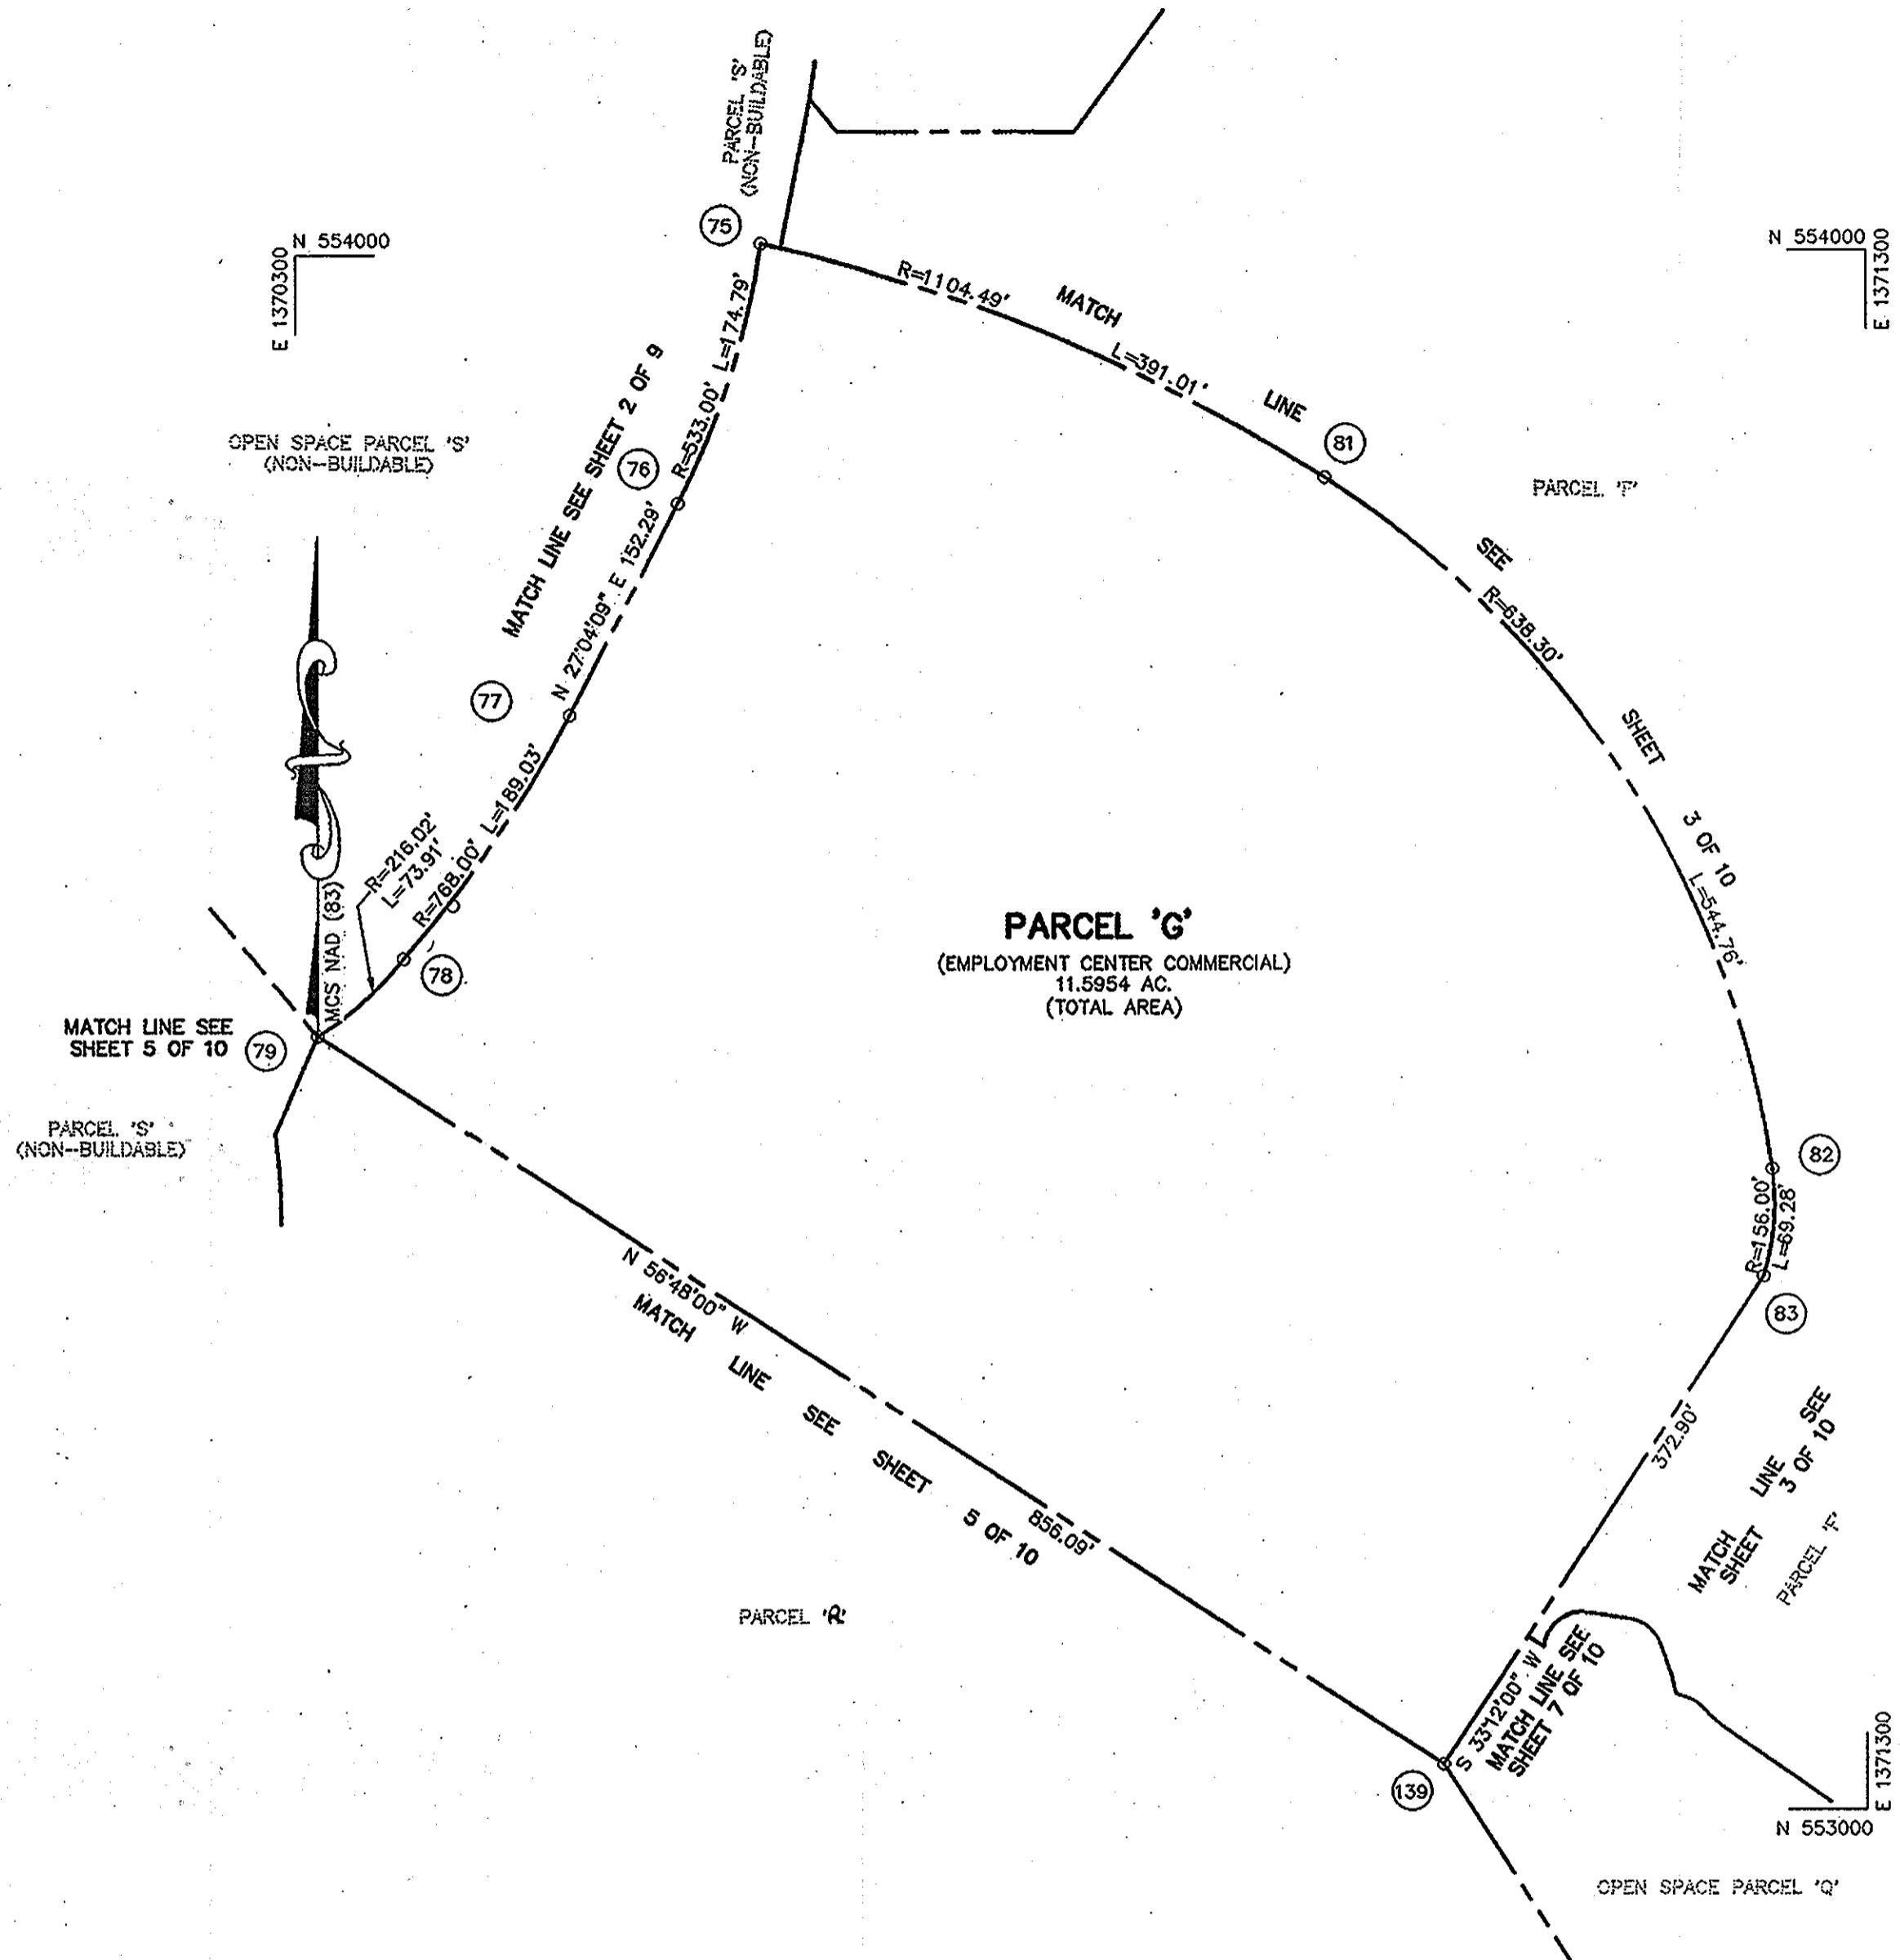 PARCEL 'S'
(NON-BUILDABLE)
75
N 554000
E 1370300
N 554000
E 1371300
R=1104.49'
L=391.01'
MATCH LINE
SEE SHEET 3 OF 10
81
PARCEL 'F'
R=533.00' L=174.79'
MATCH LINE SEE SHEET 2 OF 9
OPEN SPACE PARCEL 'S'
(NON-BUILDABLE)
76
N 27°04'09" E 152.29'
77
R=638.30'
L=544.76'
R=768.00' L=189.03'
R=216.02'
L=73.91'
MCS NAD (83)
78
PARCEL 'G'
(EMPLOYMENT CENTER COMMERCIAL)
11.5954 AC.
(TOTAL AREA)
MATCH LINE SEE
SHEET 5 OF 10
79
PARCEL 'S'
(NON-BUILDABLE)
82
R=156.00'
L=69.28'
83
N 56°48'00" W
856.09'
MATCH LINE SEE SHEET 5 OF 10
372.90'
S 33°12'00" W
MATCH LINE SEE
SHEET 3 OF 10
PARCEL 'F'
MATCH LINE SEE
SHEET 7 OF 10
PARCEL 'R'
139
E 1371300
N 553000
OPEN SPACE PARCEL 'Q'